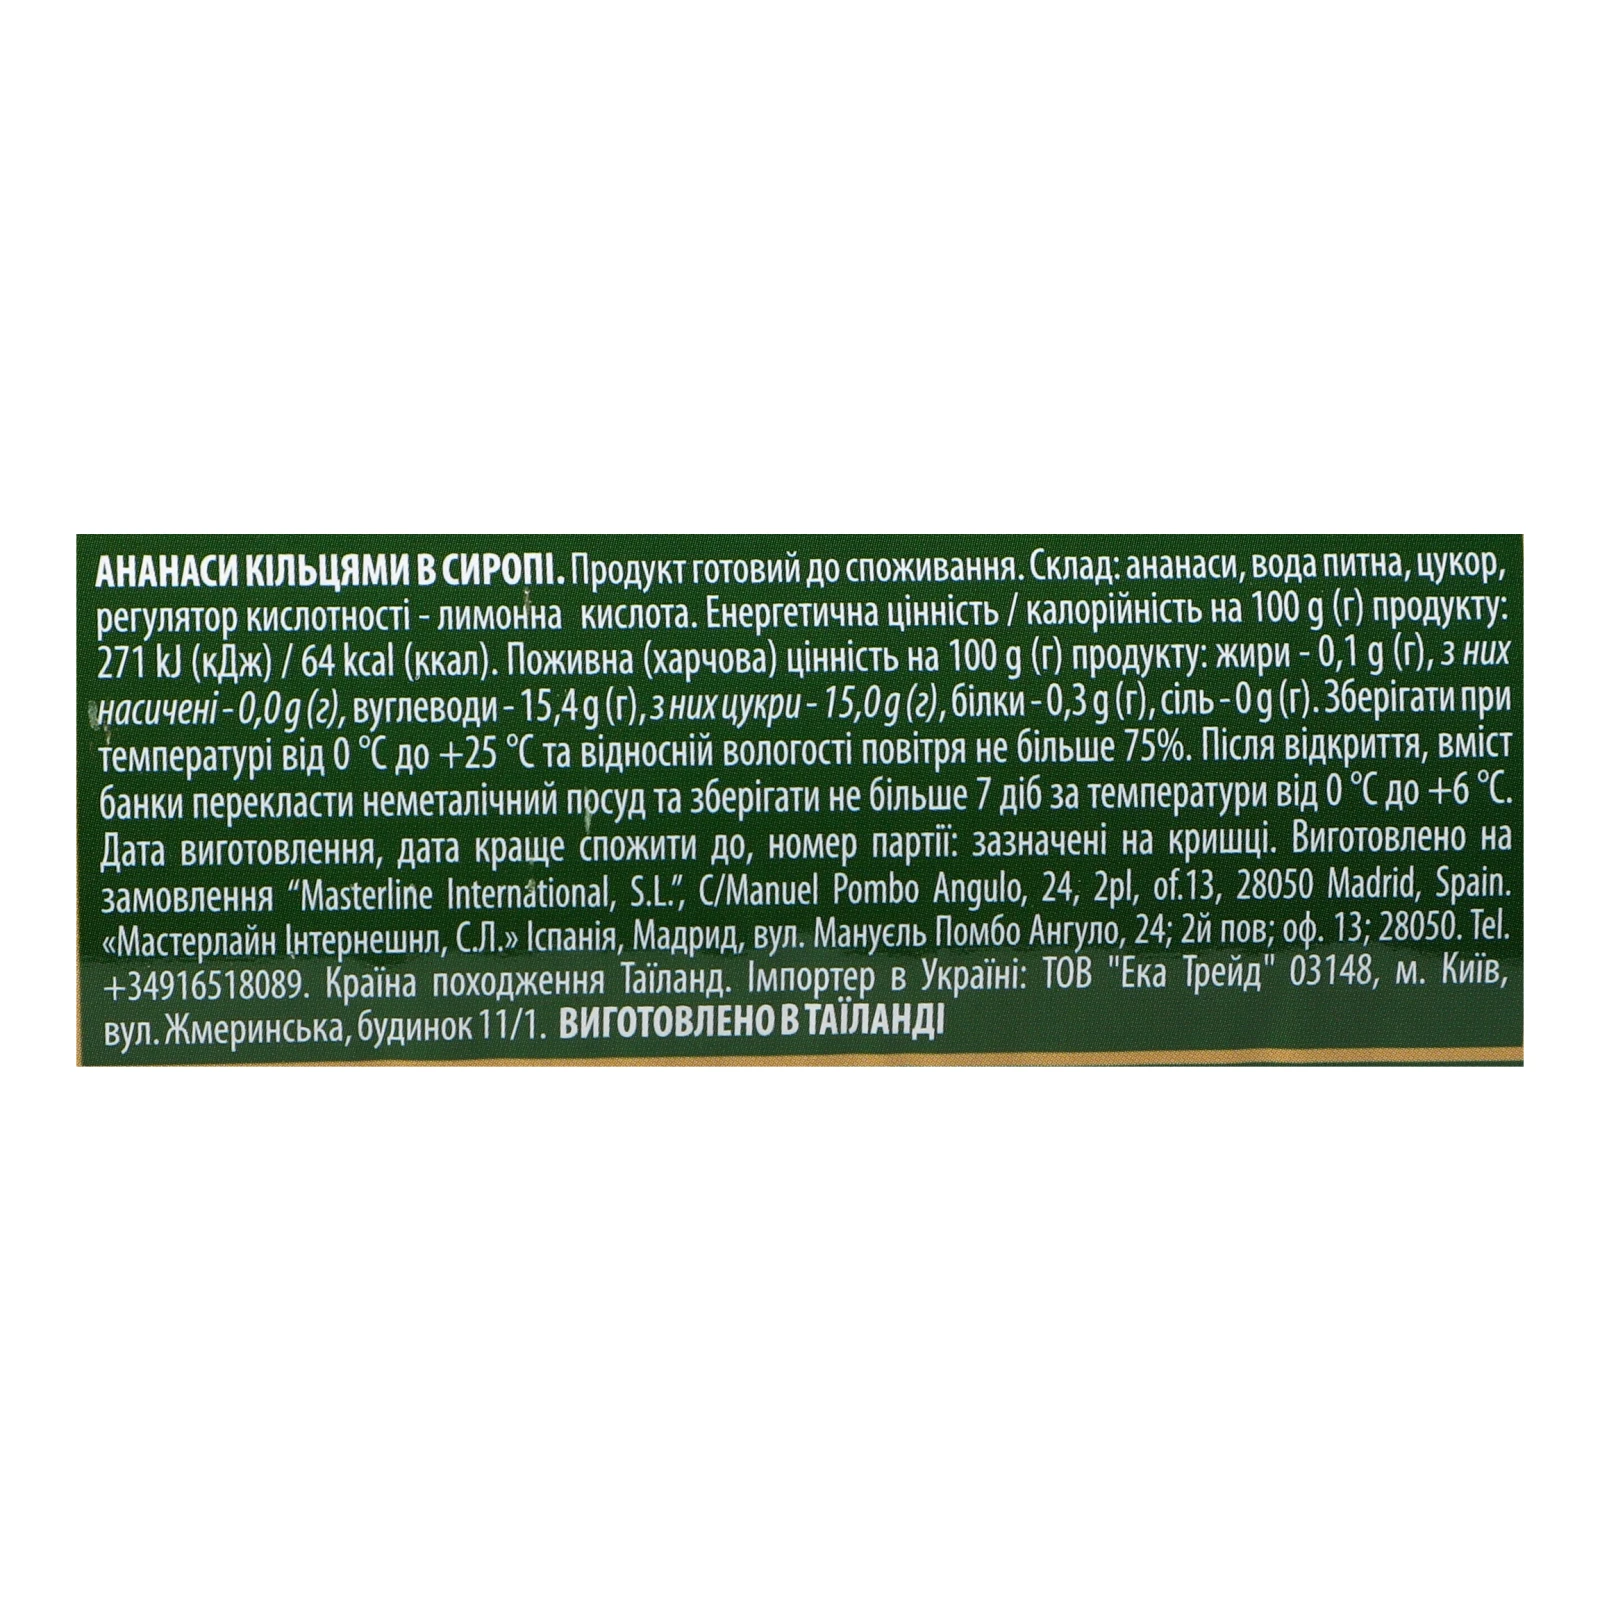 АНАНАСИ КІЛЬЦЯМИ В СИРОПІ. Продукт готовий до споживання. Склад: ананаси, вода питна, цукор,
регулятор кислотності - лимонна кислота. Енергетична цінність / калорійність на 100 g (г) продукту:
271 kJ (кДж) / 64 kcal (ккал). Поживна (харчова) цінність на 100 g (г) продукту: жири - 0,1 g (г), з них
насичені - 0,0 g (г), вуглеводи - 15,4 g (г), з них цукри - 15,0 g (г), білки - 0,3 g (г), сіль - 0 g (г). Зберігати при
температурі від 0 °C до +25 °C та відносній вологості повітря не більше 75%. Після відкриття, вміст
банки перекласти неметалічний посуд та зберігати не більше 7 діб за температури від 0 °C до +6 °C.
Дата виготовлення, дата краще спожити до, номер партії: зазначені на кришці. Виготовлено на
замовлення “Masterline International, S.L.”, C/Manuel Pombo Angulo, 24, 2pl, of.13, 28050 Madrid, Spain.
«Мастерлайн Інтернешнл, С.Л.» Іспанія, Мадрид, вул. Мануєль Помбо Ангуло, 24; 2й пов; оф. 13; 28050. Tel.
+34916518089. Країна походження Таїланд. Імпортер в Україні: ТОВ "Ека Трейд" 03148, м. Київ,
вул. Жмеринська, будинок 11/1. ВИГОТОВЛЕНО В ТАЇЛАНДІ